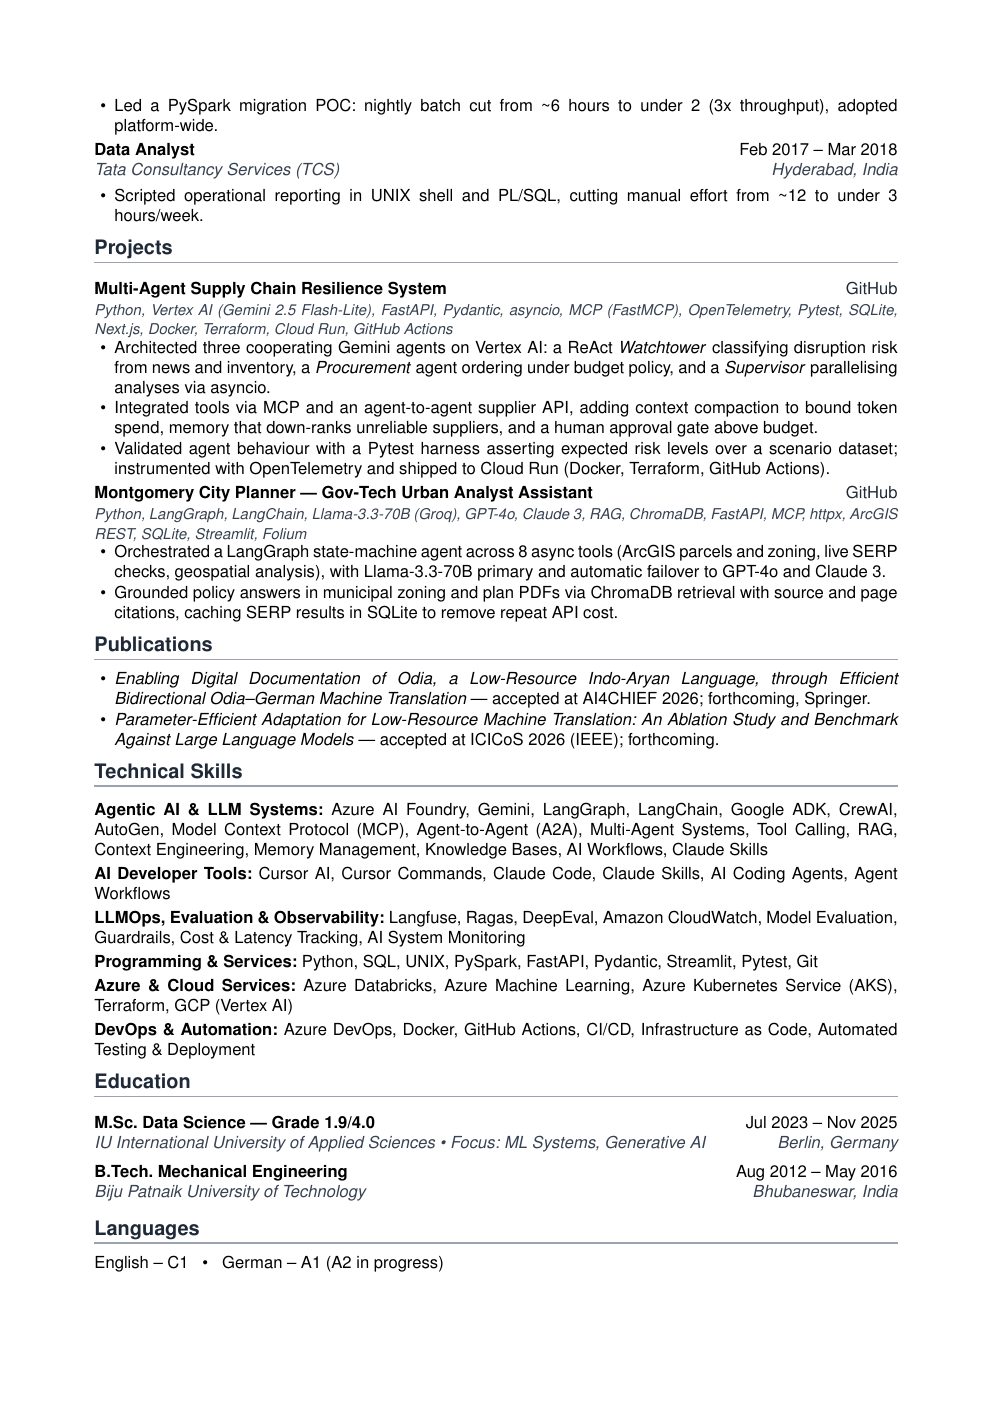 • Led a PySpark migration POC: nightly batch cut from ~6 hours to under 2 (3x throughput), adopted
platform-wide.
Data Analyst Feb 2017 – Mar 2018
Tata Consultancy Services (TCS) Hyderabad, India
• Scripted operational reporting in UNIX shell and PL/SQL, cutting manual effort from ~12 to under 3
hours/week.
Projects
Multi-Agent Supply Chain Resilience System GitHub
Python, Vertex AI (Gemini 2.5 Flash-Lite), FastAPI, Pydantic, asyncio, MCP (FastMCP), OpenTelemetry, Pytest, SQLite,
Next.js, Docker, Terraform, Cloud Run, GitHub Actions
• Architected three cooperating Gemini agents on Vertex AI: a ReAct Watchtower classifying disruption risk
from news and inventory, a Procurement agent ordering under budget policy, and a Supervisor parallelising
analyses via asyncio.
• Integrated tools via MCP and an agent-to-agent supplier API, adding context compaction to bound token
spend, memory that down-ranks unreliable suppliers, and a human approval gate above budget.
• Validated agent behaviour with a Pytest harness asserting expected risk levels over a scenario dataset;
instrumented with OpenTelemetry and shipped to Cloud Run (Docker, Terraform, GitHub Actions).
Montgomery City Planner — Gov-Tech Urban Analyst Assistant GitHub
Python, LangGraph, LangChain, Llama-3.3-70B (Groq), GPT-4o, Claude 3, RAG, ChromaDB, FastAPI, MCP, httpx, ArcGIS
REST, SQLite, Streamlit, Folium
• Orchestrated a LangGraph state-machine agent across 8 async tools (ArcGIS parcels and zoning, live SERP
checks, geospatial analysis), with Llama-3.3-70B primary and automatic failover to GPT-4o and Claude 3.
• Grounded policy answers in municipal zoning and plan PDFs via ChromaDB retrieval with source and page
citations, caching SERP results in SQLite to remove repeat API cost.
Publications
• Enabling Digital Documentation of Odia, a Low-Resource Indo-Aryan Language, through Efficient
Bidirectional Odia–German Machine Translation — accepted at AI4CHIEF 2026; forthcoming, Springer.
• Parameter-Efficient Adaptation for Low-Resource Machine Translation: An Ablation Study and Benchmark
Against Large Language Models — accepted at ICICoS 2026 (IEEE); forthcoming.
Technical Skills
Agentic AI & LLM Systems: Azure AI Foundry, Gemini, LangGraph, LangChain, Google ADK, CrewAI,
AutoGen, Model Context Protocol (MCP), Agent-to-Agent (A2A), Multi-Agent Systems, Tool Calling, RAG,
Context Engineering, Memory Management, Knowledge Bases, AI Workflows, Claude Skills
AI Developer Tools: Cursor AI, Cursor Commands, Claude Code, Claude Skills, AI Coding Agents, Agent
Workflows
LLMOps, Evaluation & Observability: Langfuse, Ragas, DeepEval, Amazon CloudWatch, Model Evaluation,
Guardrails, Cost & Latency Tracking, AI System Monitoring
Programming & Services: Python, SQL, UNIX, PySpark, FastAPI, Pydantic, Streamlit, Pytest, Git
Azure & Cloud Services: Azure Databricks, Azure Machine Learning, Azure Kubernetes Service (AKS),
Terraform, GCP (Vertex AI)
DevOps & Automation: Azure DevOps, Docker, GitHub Actions, CI/CD, Infrastructure as Code, Automated
Testing & Deployment
Education
M.Sc. Data Science — Grade 1.9/4.0 Jul 2023 – Nov 2025
IU International University of Applied Sciences • Focus: ML Systems, Generative AI Berlin, Germany
B.Tech. Mechanical Engineering Aug 2012 – May 2016
Biju Patnaik University of Technology Bhubaneswar, India
Languages
English – C1 • German – A1 (A2 in progress)